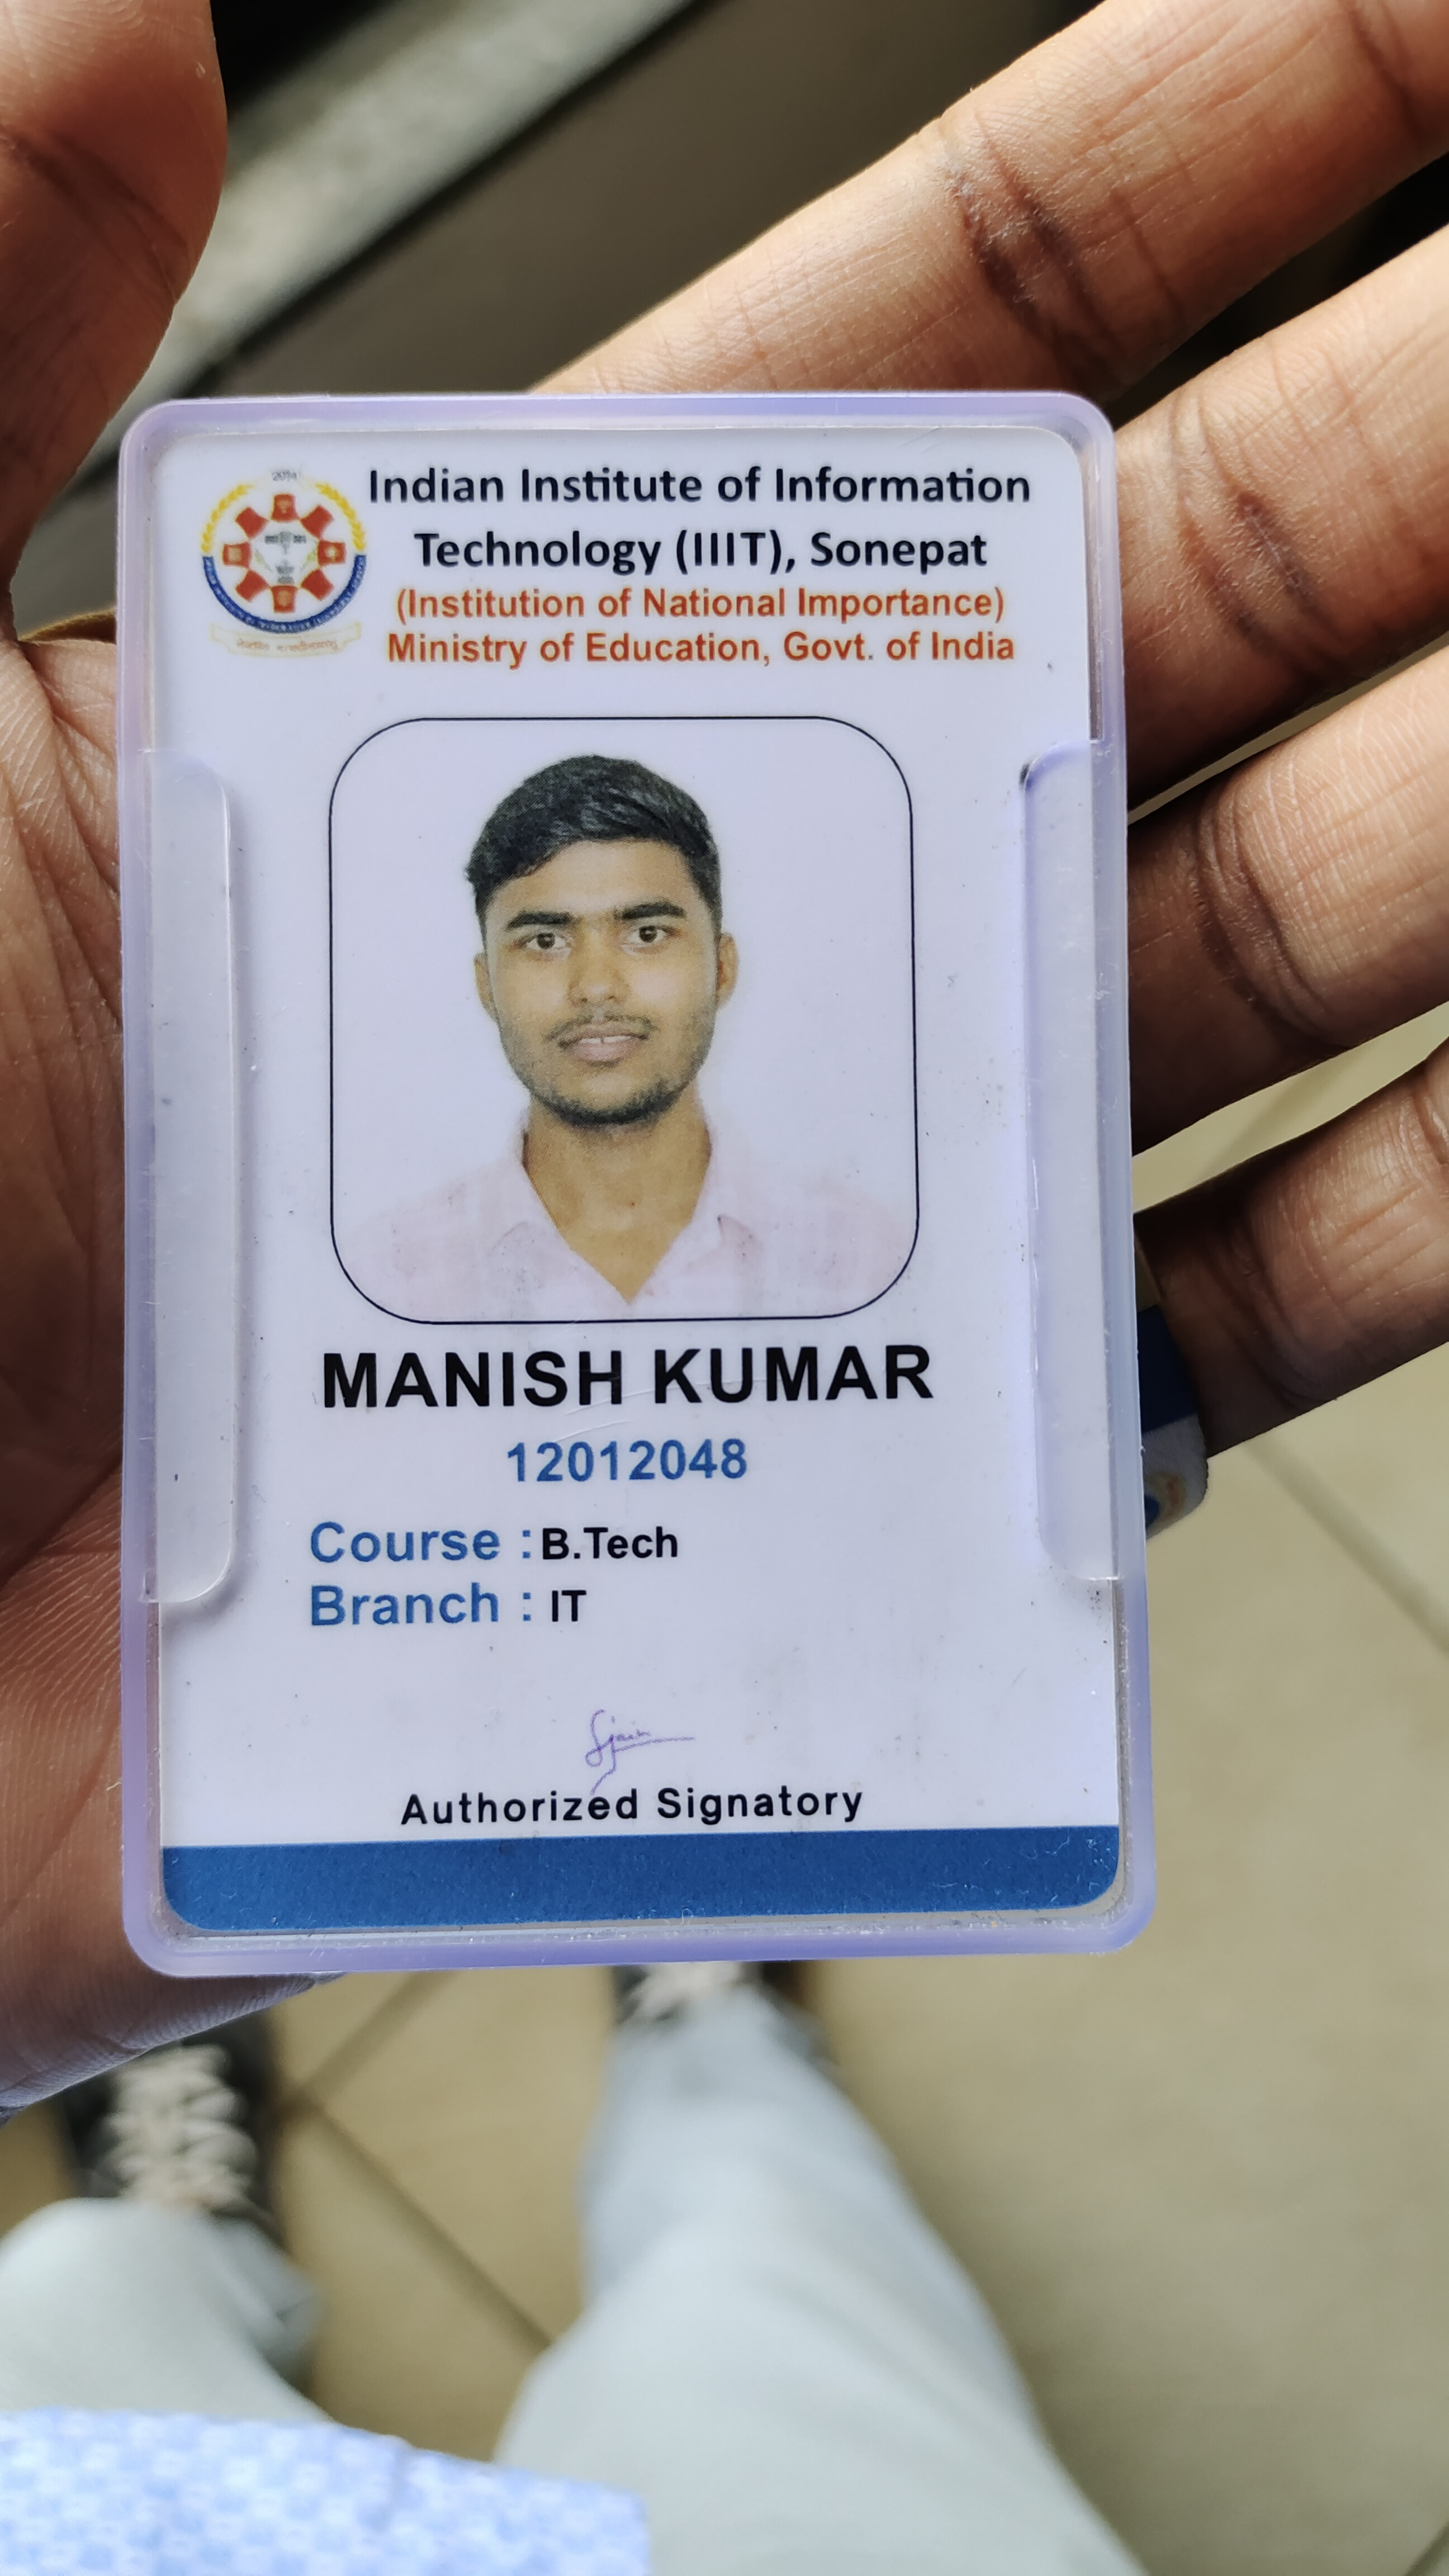 2014
Indian Institute of Information
Technology (IIIT), Sonepat
(Institution of National Importance)
Ministry of Education, Govt. of India
MANISH KUMAR
12012048
Course : B.Tech
Branch : IT
Sjain
Authorized Signatory